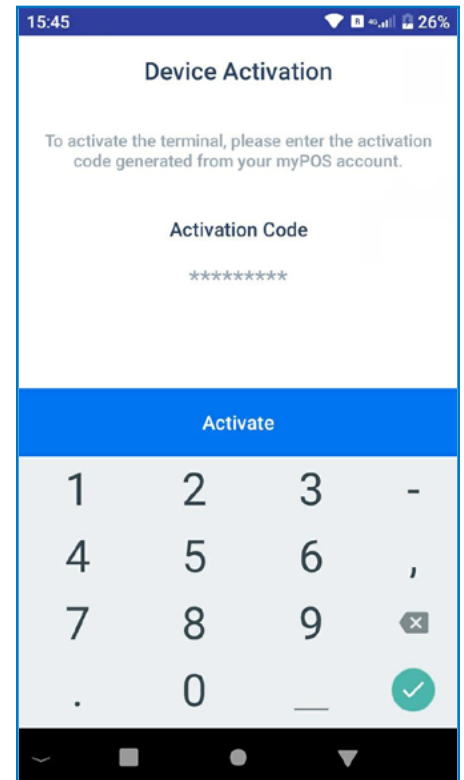 15:45
R 4G 26%
Device Activation
To activate the terminal, please enter the activation
code generated from your myPOS account.
Activation Code
*********
Activate
1 2 3 -
4 5 6 ,
7 8 9
. 0 _